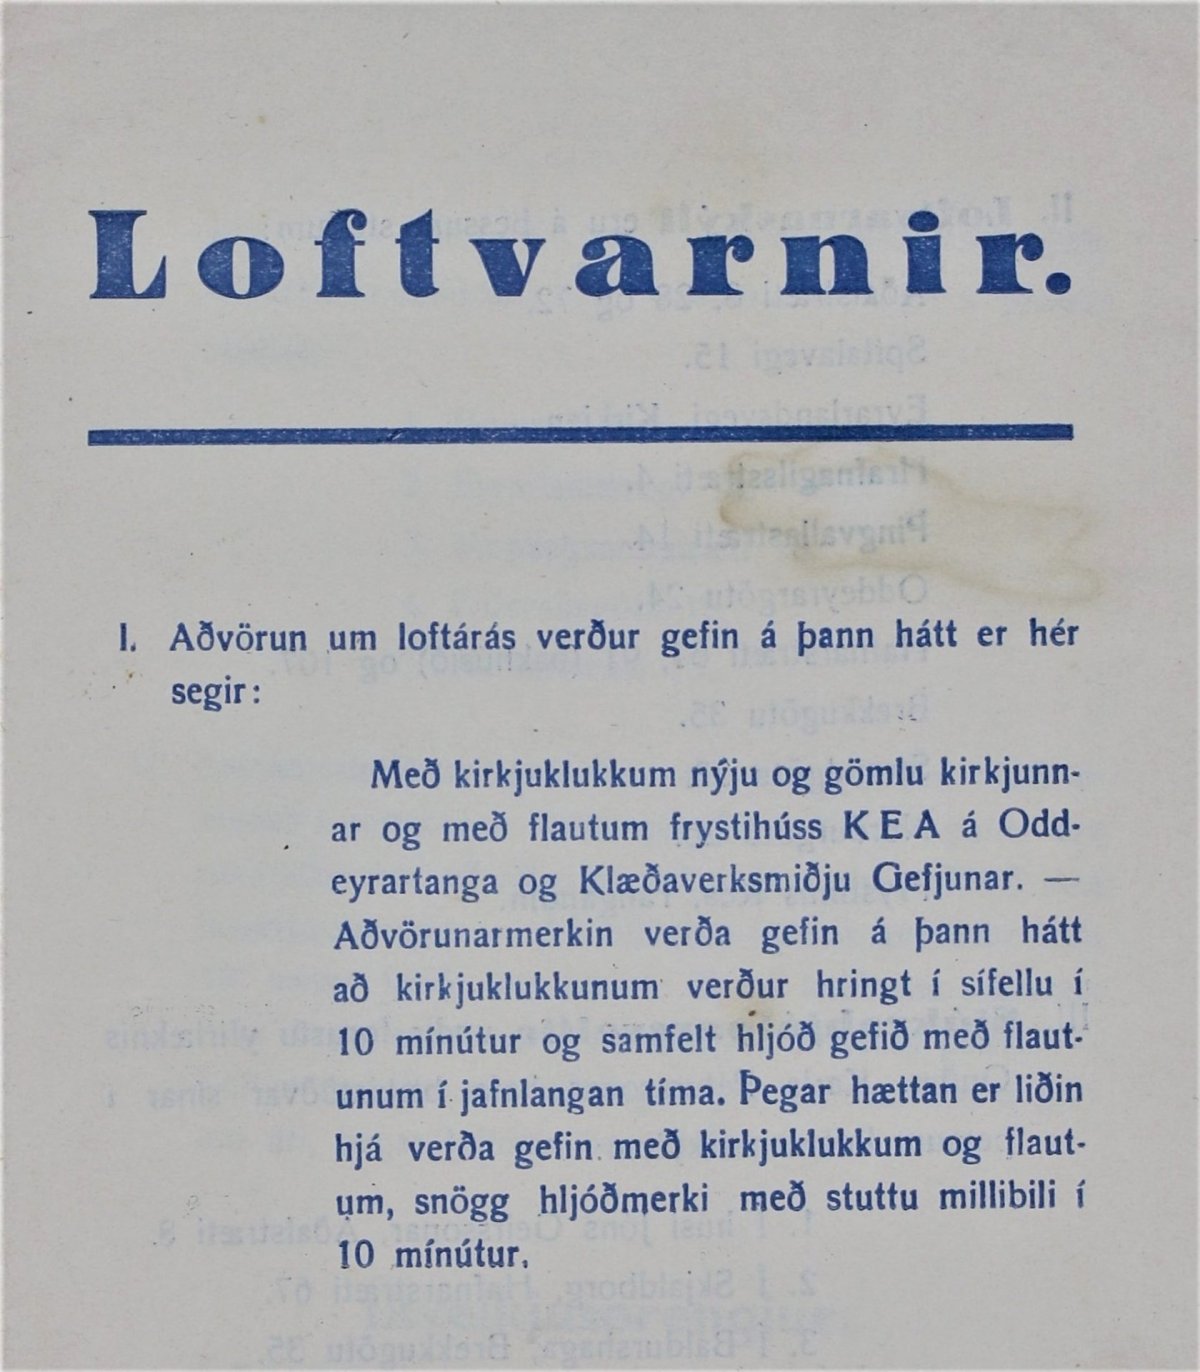 Loftvarnir.
I. Aðvörun um loftárás verður gefin á þann hátt er hér
segir:
Með kirkjuklukkum nýju og gömlu kirkjunn-
ar og með flautum frystihúss KEA á Odd-
eyrartanga og Klæðaverksmiðju Gefjunar. —
Aðvörunarmerkin verða gefin á þann hátt
að kirkjuklukkunum verður hringt í sífellu í
10 mínútur og samfelt hljóð gefið með flaut-
unum í jafnlangan tíma. Þegar hættan er liðin
hjá verða gefin með kirkjuklukkum og flaut-
um, snögg hljóðmerki með stuttu millibili í
10 mínútur.